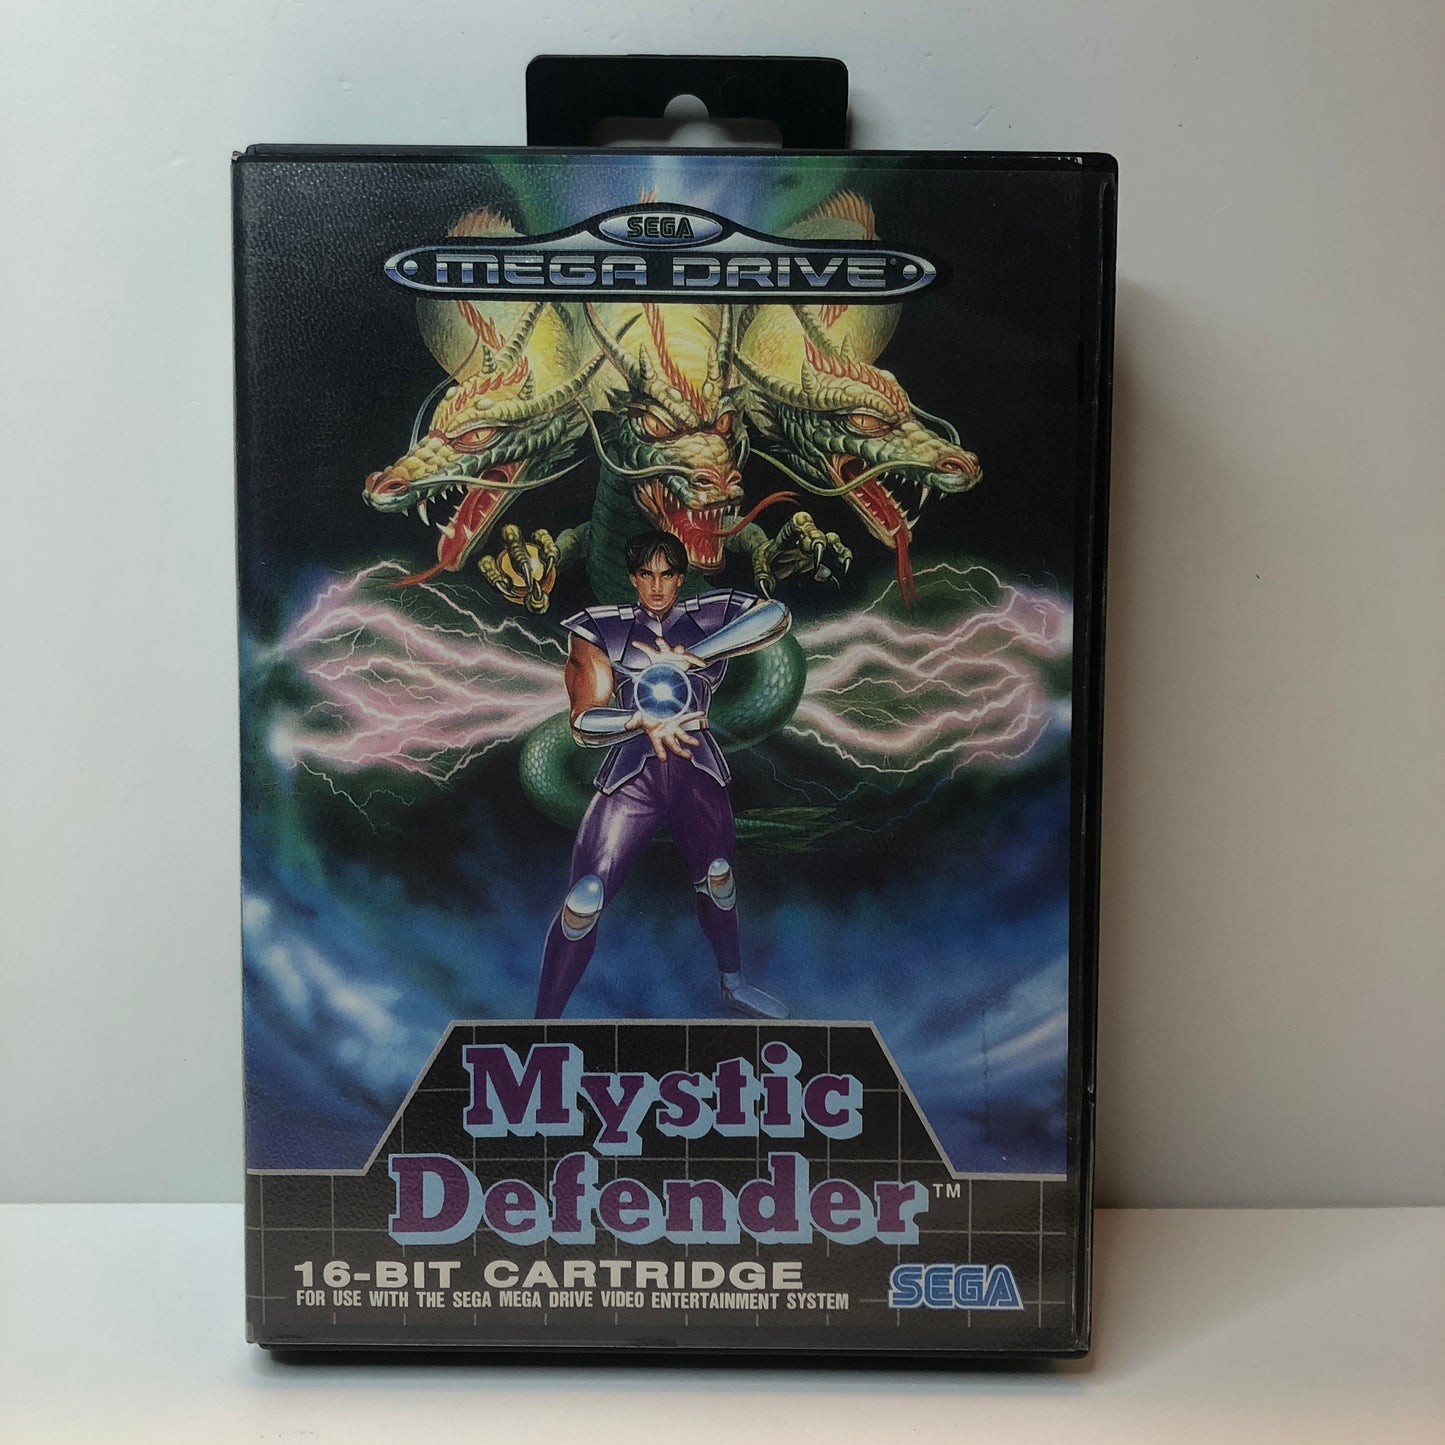 SEGA
MEGA DRIVE
Mystic
Defender™
16-BIT CARTRIDGE
FOR USE WITH THE SEGA MEGA DRIVE VIDEO ENTERTAINMENT SYSTEM
SEGA